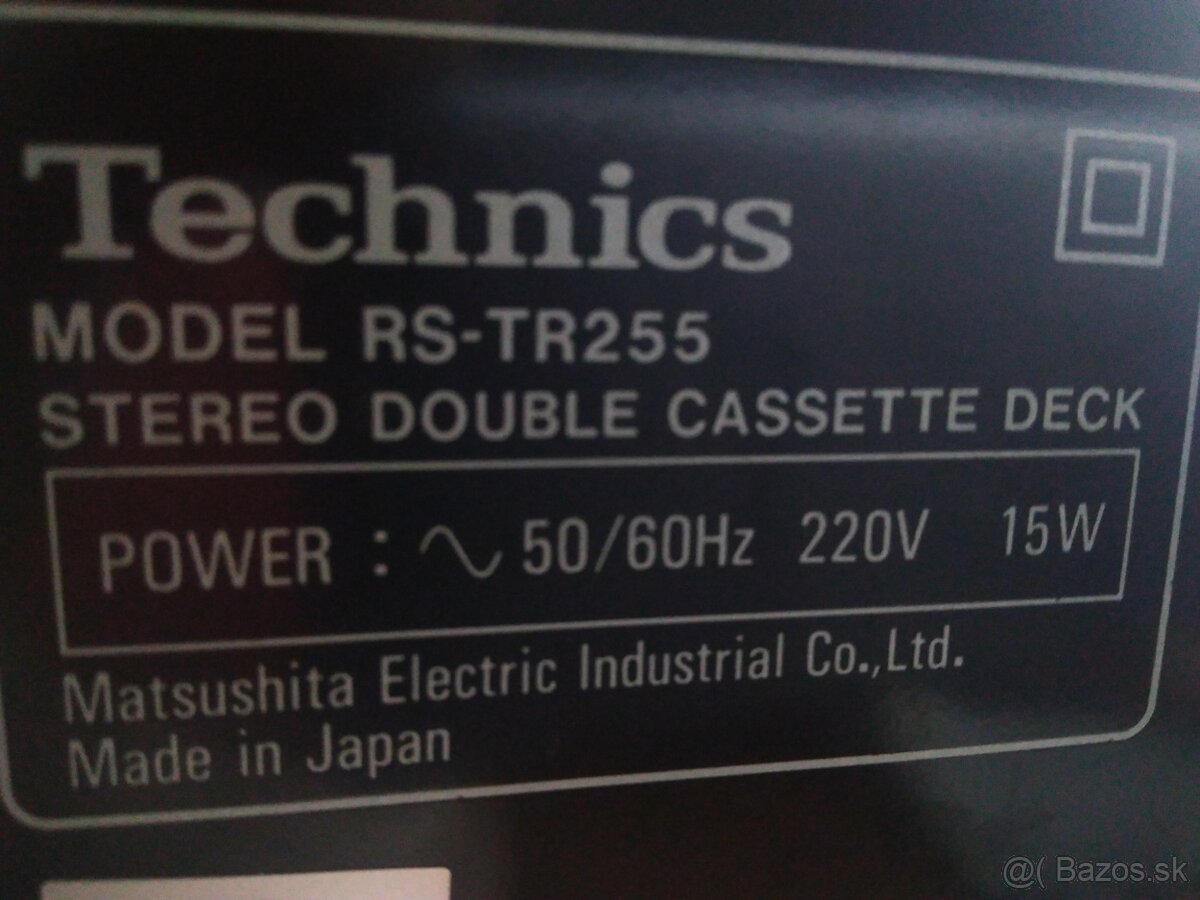 Technics
MODEL RS-TR255
STEREO DOUBLE CASSETTE DECK
POWER : ∿ 50/60Hz 220V 15W
Matsushita Electric Industrial Co.,Ltd.
Made in Japan
@( Bazos.sk